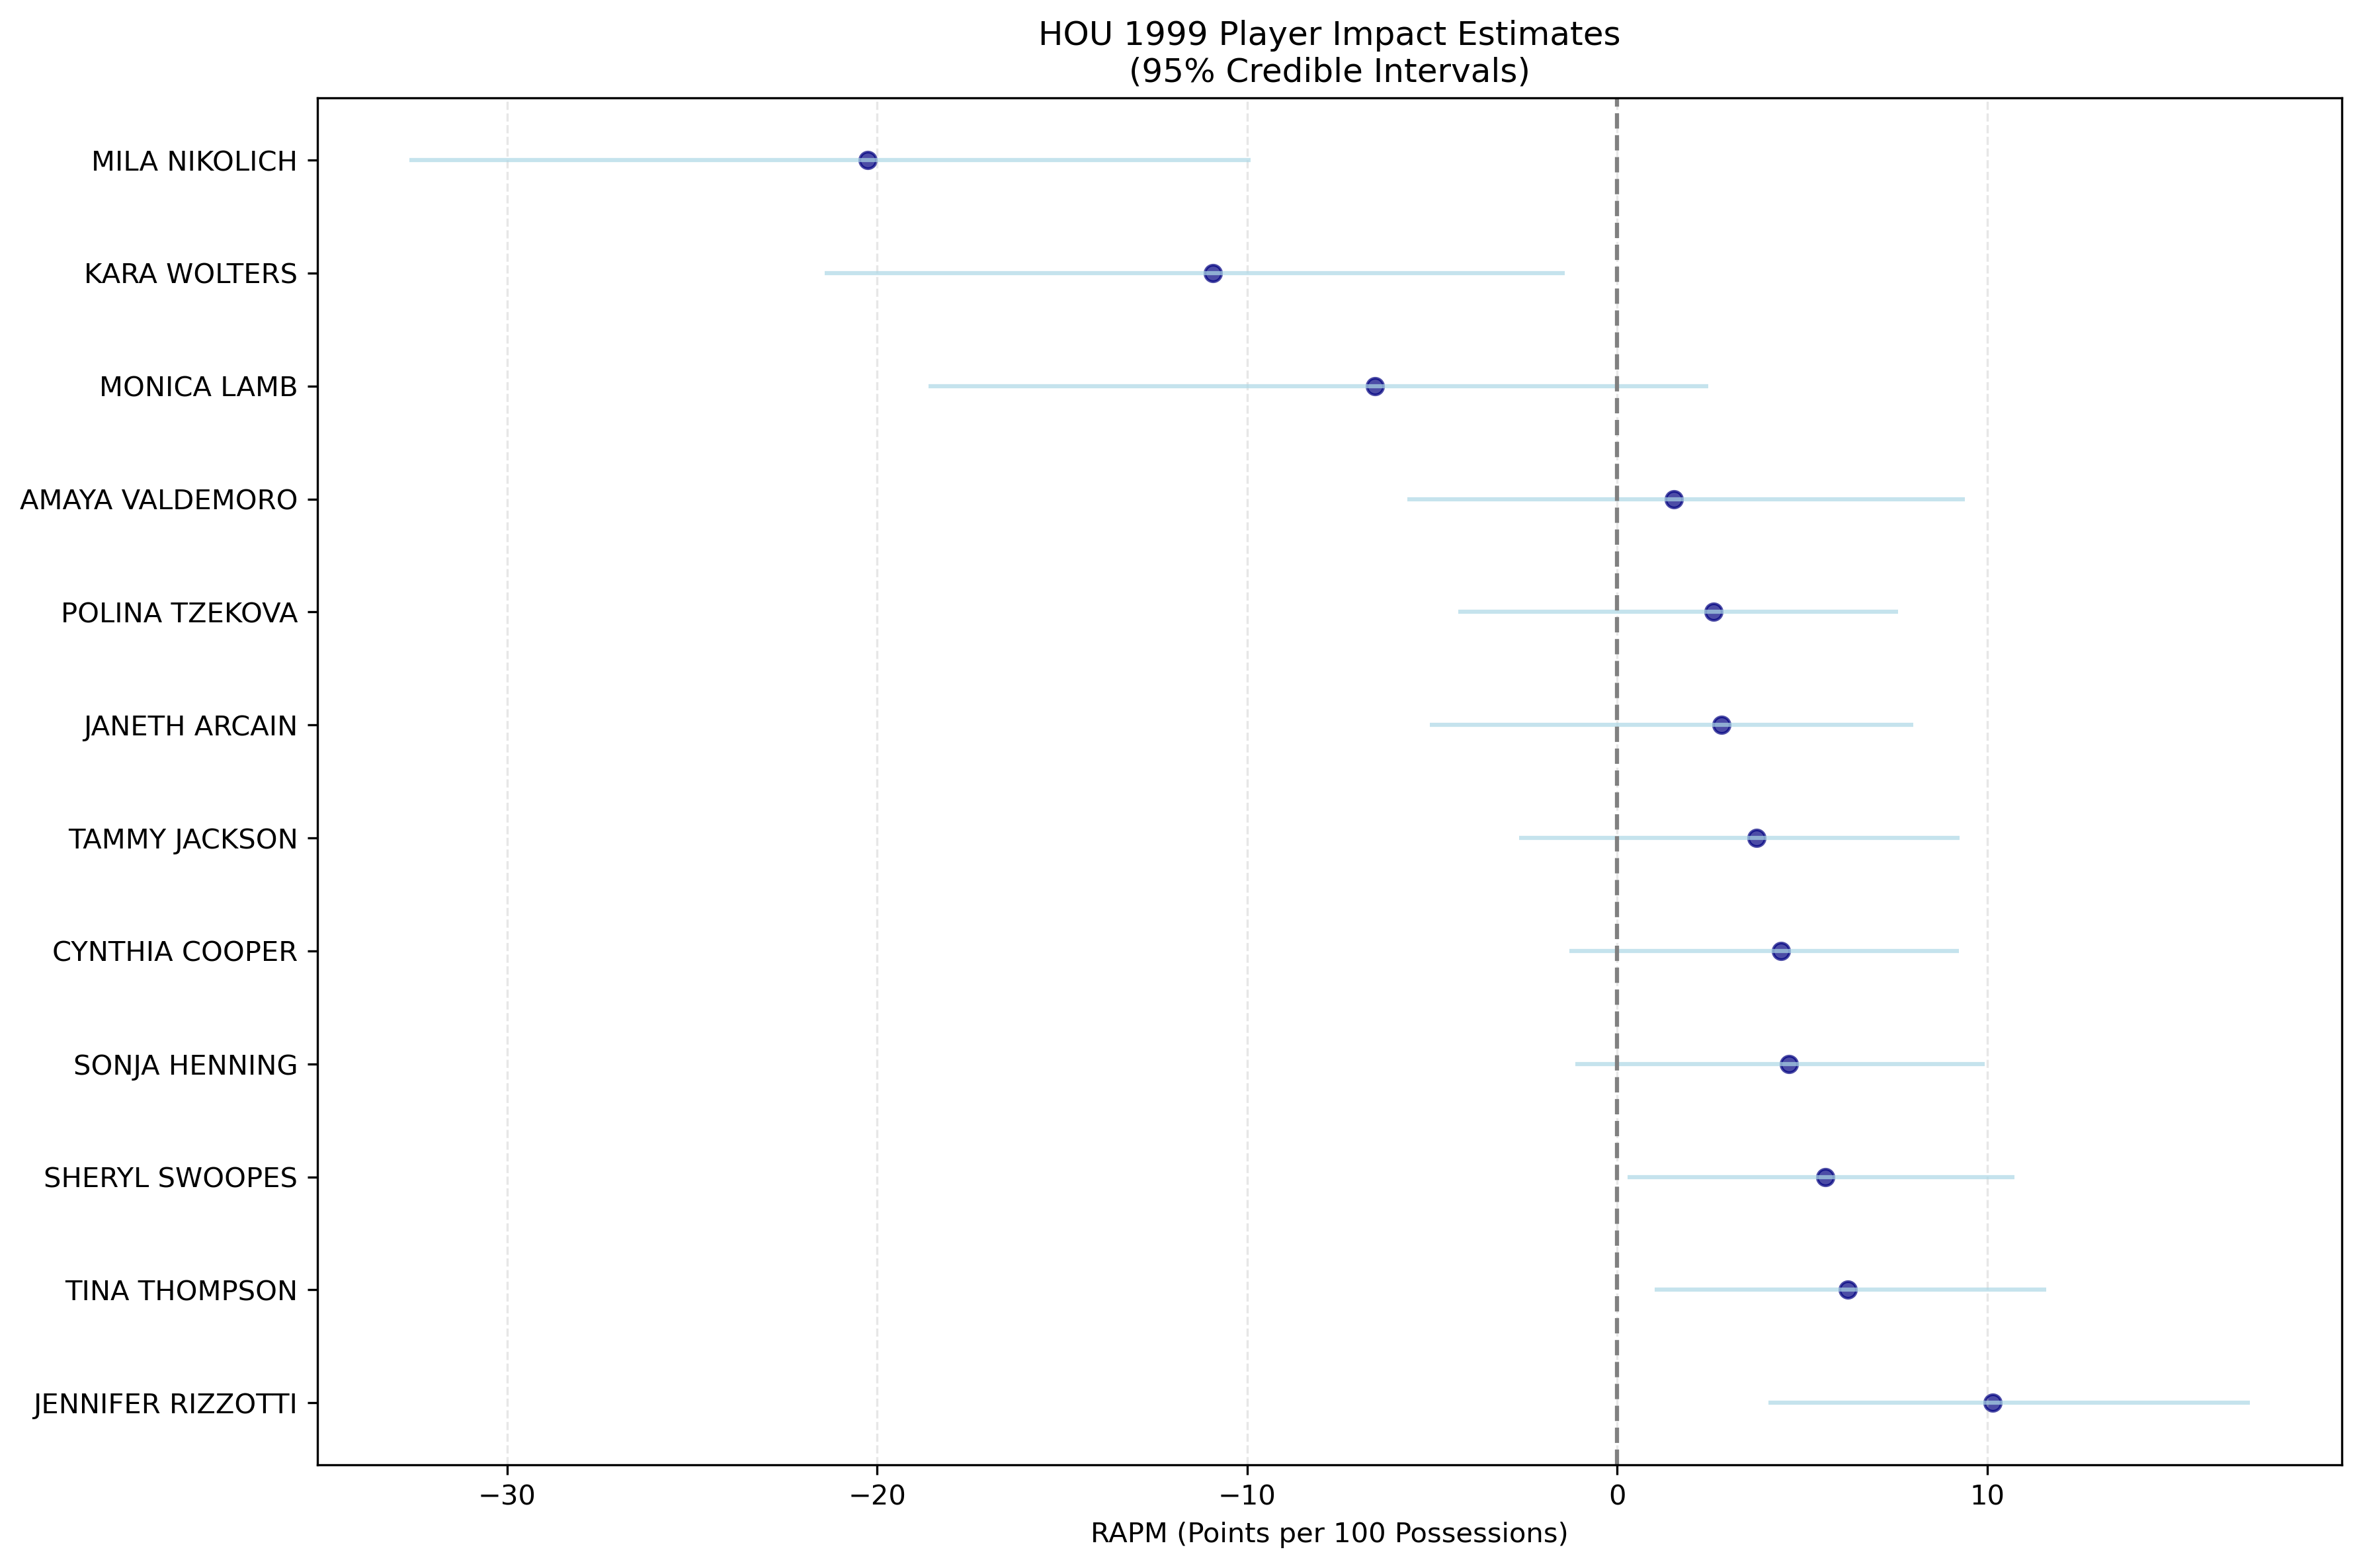 HOU 1999 Player Impact Estimates
(95% Credible Intervals)
MILA NIKOLICH
KARA WOLTERS
MONICA LAMB
AMAYA VALDEMORO
POLINA TZEKOVA
JANETH ARCAIN
TAMMY JACKSON
CYNTHIA COOPER
SONJA HENNING
SHERYL SWOOPES
TINA THOMPSON
JENNIFER RIZZOTTI
−30 −20 −10 0 10
RAPM (Points per 100 Possessions)